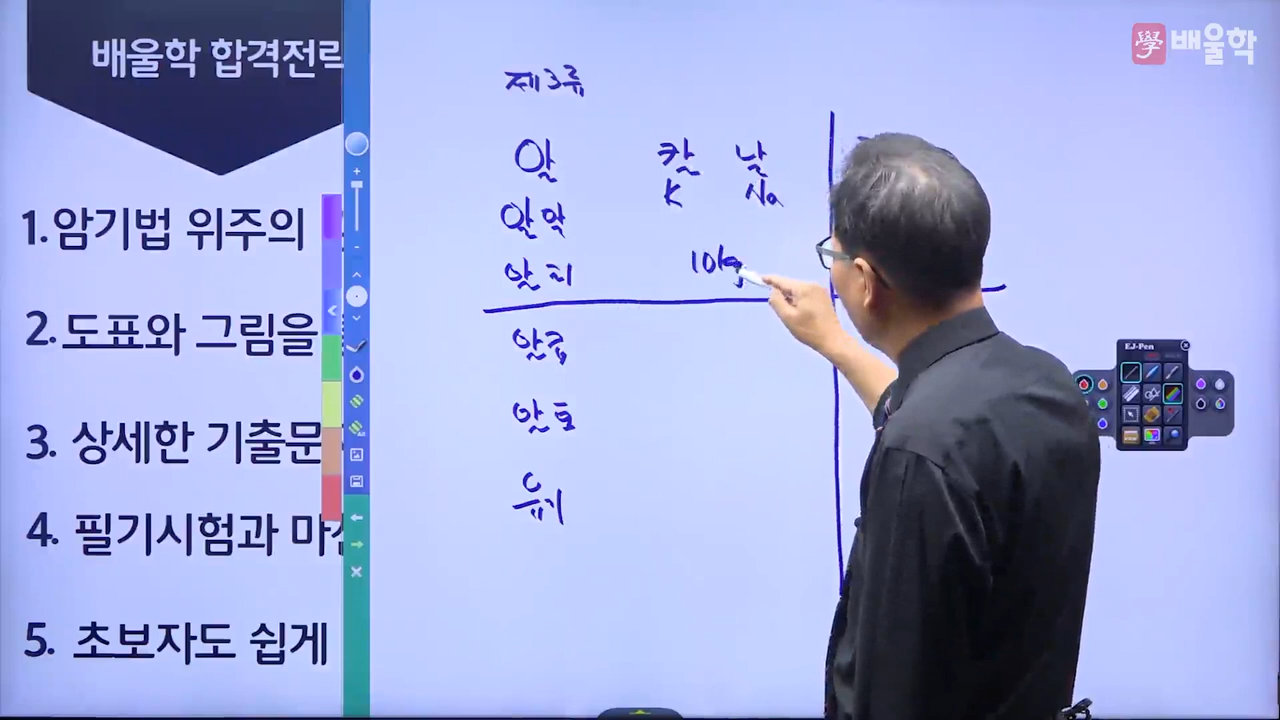 배울학 합격전략
學 배울학
1. 암기법 위주의
2. 도표와 그림을
3. 상세한 기출문
4. 필기시험과 마
5. 초보자도 쉽게
제3류
알 칼 날
K Na
알약
알리 10kg
알토
유기
EJ-Pen